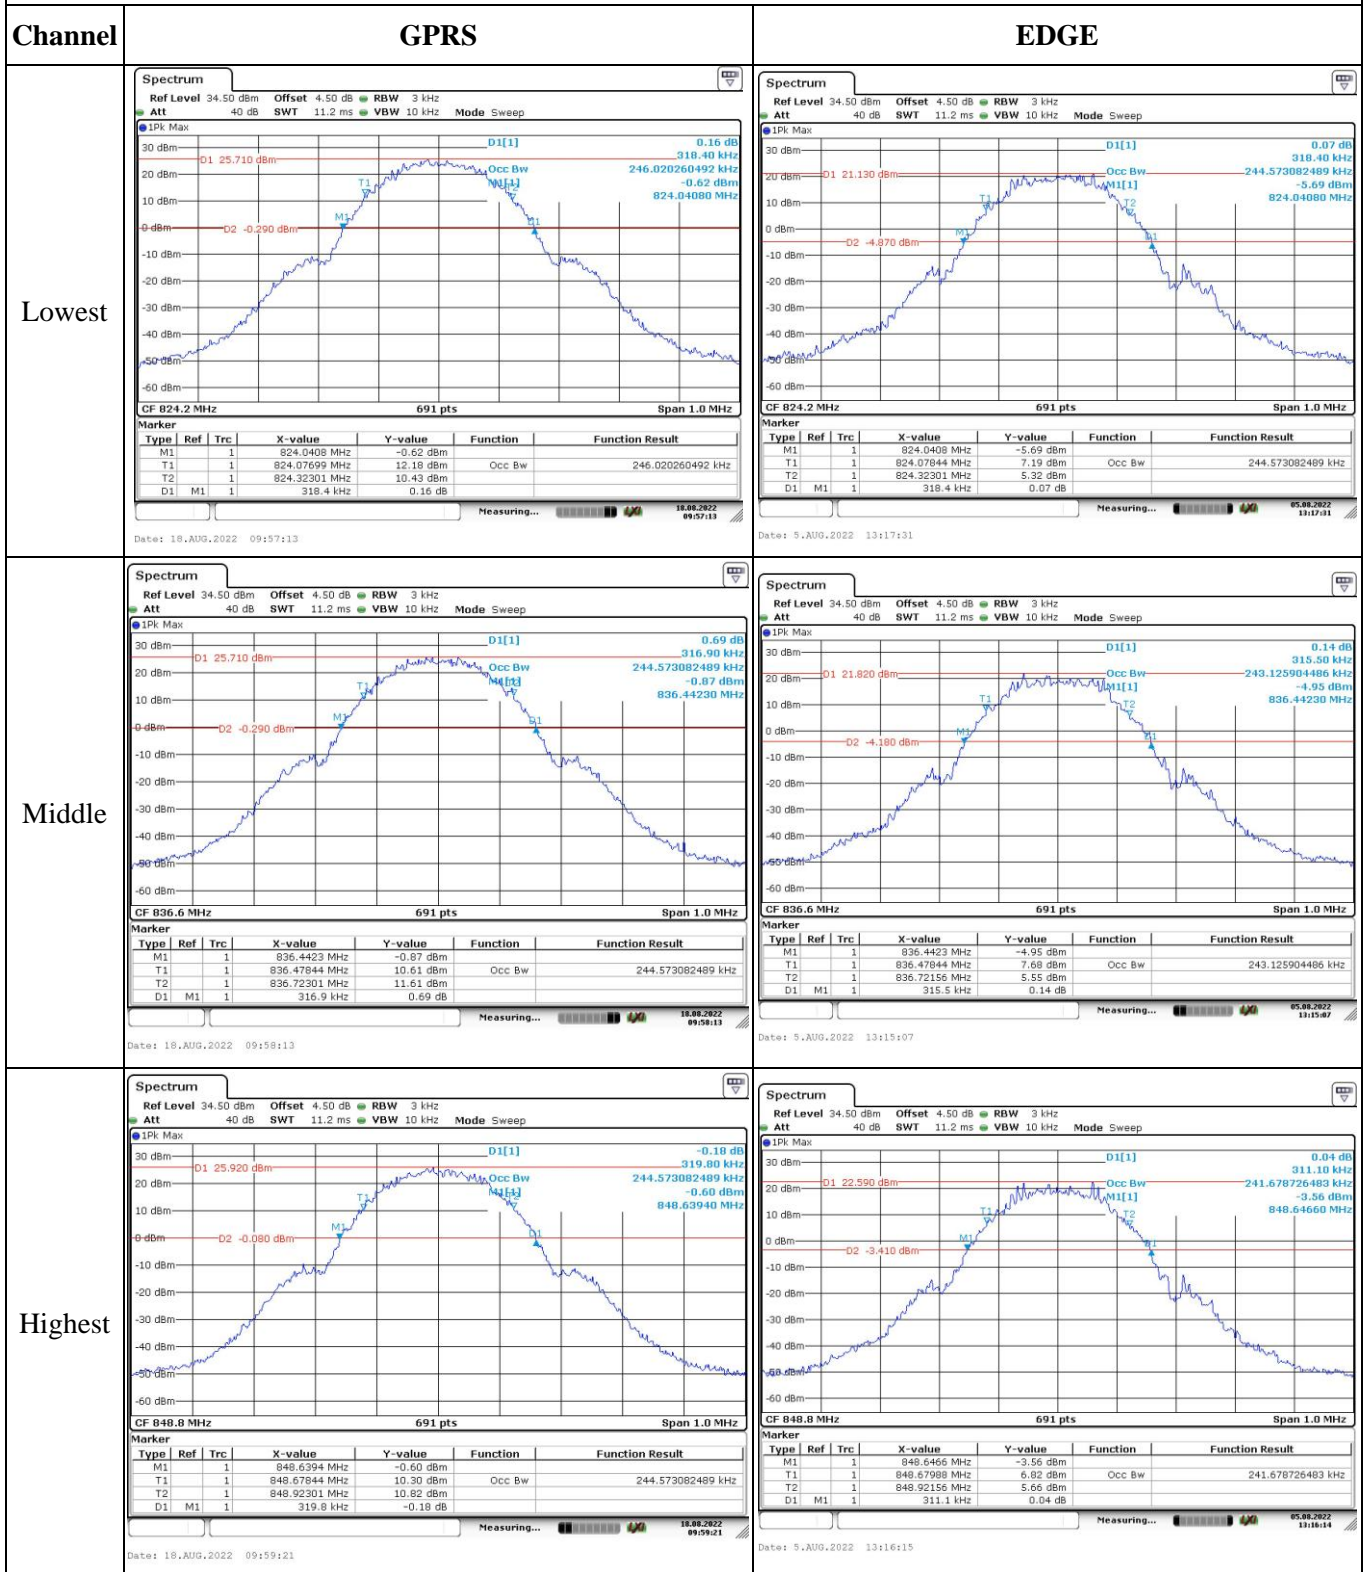 Channel GPRS EDGE
Lowest
Spectrum
Ref Level 34.50 dBm Offset 4.50 dB RBW 3 kHz
Att 40 dB SWT 11.2 ms VBW 10 kHz Mode Sweep
1Pk Max
D1[1] 0.16 dB
318.40 kHz
Occ Bw 246.020260492 kHz
M1[1] -0.62 dBm
824.04080 MHz
30 dBm
D1 25.710 dBm
20 dBm
T1
T2
10 dBm
M1
0 dBm
D2 -0.290 dBm
D1
-10 dBm
-20 dBm
-30 dBm
-40 dBm
-50 dBm
-60 dBm
CF 824.2 MHz 691 pts Span 1.0 MHz
Marker
Type Ref Trc X-value Y-value Function Function Result
M1 1 824.0408 MHz -0.62 dBm
T1 1 824.07699 MHz 12.18 dBm Occ Bw 246.020260492 kHz
T2 1 824.32301 MHz 10.43 dBm
D1 M1 1 318.4 kHz 0.16 dB
Measuring... 18.08.2022
09:57:13
Date: 18.AUG.2022 09:57:13
Spectrum
Ref Level 34.50 dBm Offset 4.50 dB RBW 3 kHz
Att 40 dB SWT 11.2 ms VBW 10 kHz Mode Sweep
1Pk Max
D1[1] 0.07 dB
318.40 kHz
Occ Bw 244.573082489 kHz
M1[1] -5.69 dBm
824.04080 MHz
30 dBm
20 dBm
D1 21.130 dBm
T1
T2
10 dBm
0 dBm
M1
D1
D2 -4.870 dBm
-10 dBm
-20 dBm
-30 dBm
-40 dBm
-50 dBm
-60 dBm
CF 824.2 MHz 691 pts Span 1.0 MHz
Marker
Type Ref Trc X-value Y-value Function Function Result
M1 1 824.0408 MHz -5.69 dBm
T1 1 824.07844 MHz 7.19 dBm Occ Bw 244.573082489 kHz
T2 1 824.32301 MHz 5.32 dBm
D1 M1 1 318.4 kHz 0.07 dB
Measuring... 05.08.2022
13:17:31
Date: 5.AUG.2022 13:17:31
Middle
Spectrum
Ref Level 34.50 dBm Offset 4.50 dB RBW 3 kHz
Att 40 dB SWT 11.2 ms VBW 10 kHz Mode Sweep
1Pk Max
D1[1] 0.69 dB
316.90 kHz
Occ Bw 244.573082489 kHz
M1[1] -0.87 dBm
836.44230 MHz
30 dBm
D1 25.710 dBm
20 dBm
T1
10 dBm
M1
0 dBm
D2 -0.290 dBm
D1
-10 dBm
-20 dBm
-30 dBm
-40 dBm
-50 dBm
-60 dBm
CF 836.6 MHz 691 pts Span 1.0 MHz
Marker
Type Ref Trc X-value Y-value Function Function Result
M1 1 836.4423 MHz -0.87 dBm
T1 1 836.47844 MHz 10.61 dBm Occ Bw 244.573082489 kHz
T2 1 836.72301 MHz 11.61 dBm
D1 M1 1 316.9 kHz 0.69 dB
Measuring... 18.08.2022
09:58:13
Date: 18.AUG.2022 09:58:13
Spectrum
Ref Level 34.50 dBm Offset 4.50 dB RBW 3 kHz
Att 40 dB SWT 11.2 ms VBW 10 kHz Mode Sweep
1Pk Max
D1[1] 0.14 dB
315.50 kHz
Occ Bw 243.125904486 kHz
M1[1] -4.95 dBm
836.44230 MHz
30 dBm
D1 21.820 dBm
20 dBm
T1
T2
10 dBm
0 dBm
M1
D1
D2 -4.180 dBm
-10 dBm
-20 dBm
-30 dBm
-40 dBm
-50 dBm
-60 dBm
CF 836.6 MHz 691 pts Span 1.0 MHz
Marker
Type Ref Trc X-value Y-value Function Function Result
M1 1 836.4423 MHz -4.95 dBm
T1 1 836.47844 MHz 7.68 dBm Occ Bw 243.125904486 kHz
T2 1 836.72156 MHz 5.55 dBm
D1 M1 1 315.5 kHz 0.14 dB
Measuring... 05.08.2022
13:15:07
Date: 5.AUG.2022 13:15:07
Highest
Spectrum
Ref Level 34.50 dBm Offset 4.50 dB RBW 3 kHz
Att 40 dB SWT 11.2 ms VBW 10 kHz Mode Sweep
1Pk Max
D1[1] -0.18 dB
319.80 kHz
Occ Bw 244.573082489 kHz
M1[1] -0.60 dBm
848.63940 MHz
30 dBm
D1 25.920 dBm
20 dBm
T1
T2
10 dBm
M1
0 dBm
D2 -0.080 dBm
D1
-10 dBm
-20 dBm
-30 dBm
-40 dBm
-50 dBm
-60 dBm
CF 848.8 MHz 691 pts Span 1.0 MHz
Marker
Type Ref Trc X-value Y-value Function Function Result
M1 1 848.6394 MHz -0.60 dBm
T1 1 848.67844 MHz 10.30 dBm Occ Bw 244.573082489 kHz
T2 1 848.92301 MHz 10.82 dBm
D1 M1 1 319.8 kHz -0.18 dB
Measuring... 18.08.2022
09:59:21
Date: 18.AUG.2022 09:59:21
Spectrum
Ref Level 34.50 dBm Offset 4.50 dB RBW 3 kHz
Att 40 dB SWT 11.2 ms VBW 10 kHz Mode Sweep
1Pk Max
D1[1] 0.04 dB
311.10 kHz
Occ Bw 241.678726483 kHz
M1[1] -3.56 dBm
848.64660 MHz
30 dBm
D1 22.590 dBm
20 dBm
T1
T2
10 dBm
0 dBm
M1
D1
D2 -3.410 dBm
-10 dBm
-20 dBm
-30 dBm
-40 dBm
-50 dBm
-60 dBm
CF 848.8 MHz 691 pts Span 1.0 MHz
Marker
Type Ref Trc X-value Y-value Function Function Result
M1 1 848.6466 MHz -3.56 dBm
T1 1 848.67988 MHz 6.82 dBm Occ Bw 241.678726483 kHz
T2 1 848.92156 MHz 5.66 dBm
D1 M1 1 311.1 kHz 0.04 dB
Measuring... 05.08.2022
13:16:14
Date: 5.AUG.2022 13:16:15